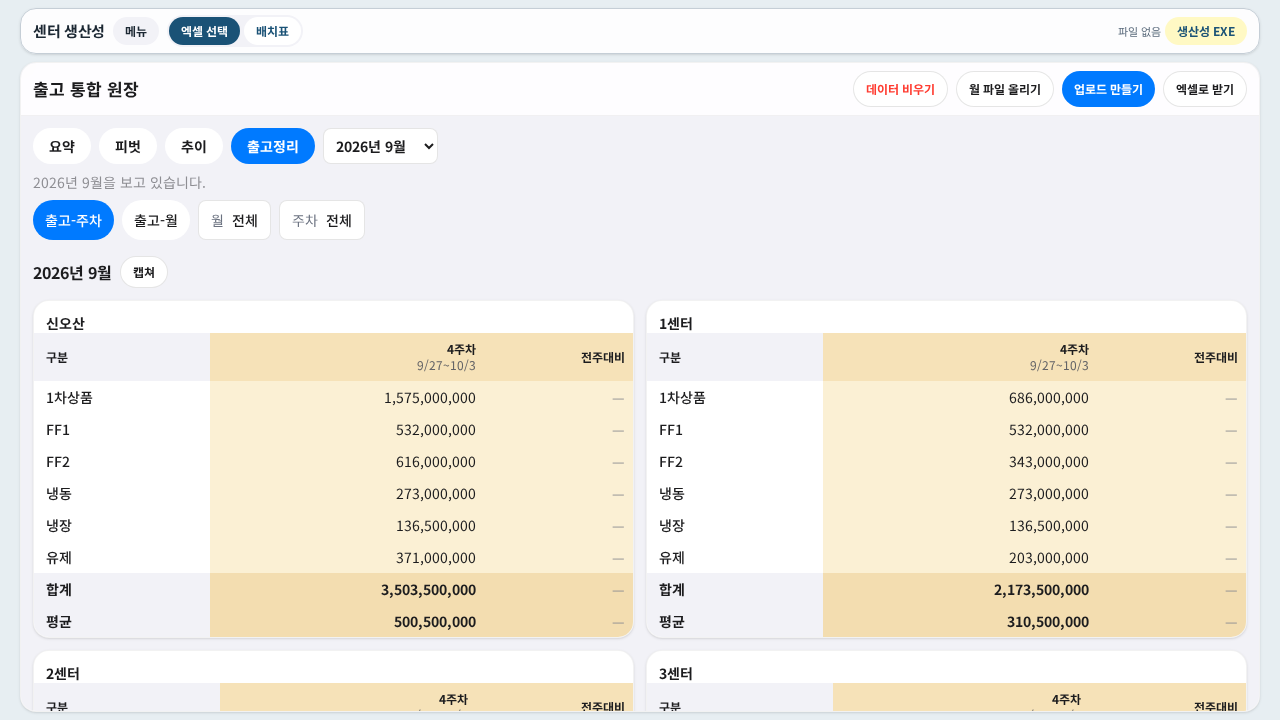 센터 생산성 메뉴 엑셀 선택 배치표 파일 없음 생산성 EXE
출고 통합 원장 데이터 비우기 월 파일 올리기 업로드 만들기 엑셀로 받기
요약 피벗 추이 출고정리 2026년 9월
2026년 9월을 보고 있습니다.
출고-주차 출고-월 월 전체 주차 전체
2026년 9월 캡쳐
신오산
구분 4주차 전주대비
9/27~10/3
1차상품 1,575,000,000 —
FF1 532,000,000 —
FF2 616,000,000 —
냉동 273,000,000 —
냉장 136,500,000 —
유제 371,000,000 —
합계 3,503,500,000 —
평균 500,500,000 —
1센터
구분 4주차 전주대비
9/27~10/3
1차상품 686,000,000 —
FF1 532,000,000 —
FF2 343,000,000 —
냉동 273,000,000 —
냉장 136,500,000 —
유제 203,000,000 —
합계 2,173,500,000 —
평균 310,500,000 —
2센터
구분 4주차 전주대비
3센터
구분 4주차 전주대비